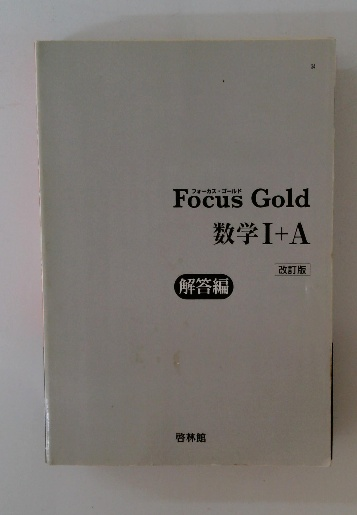 フォーカス・ゴールド
Focus Gold
数学I+A
改訂版
解答編
啓林館